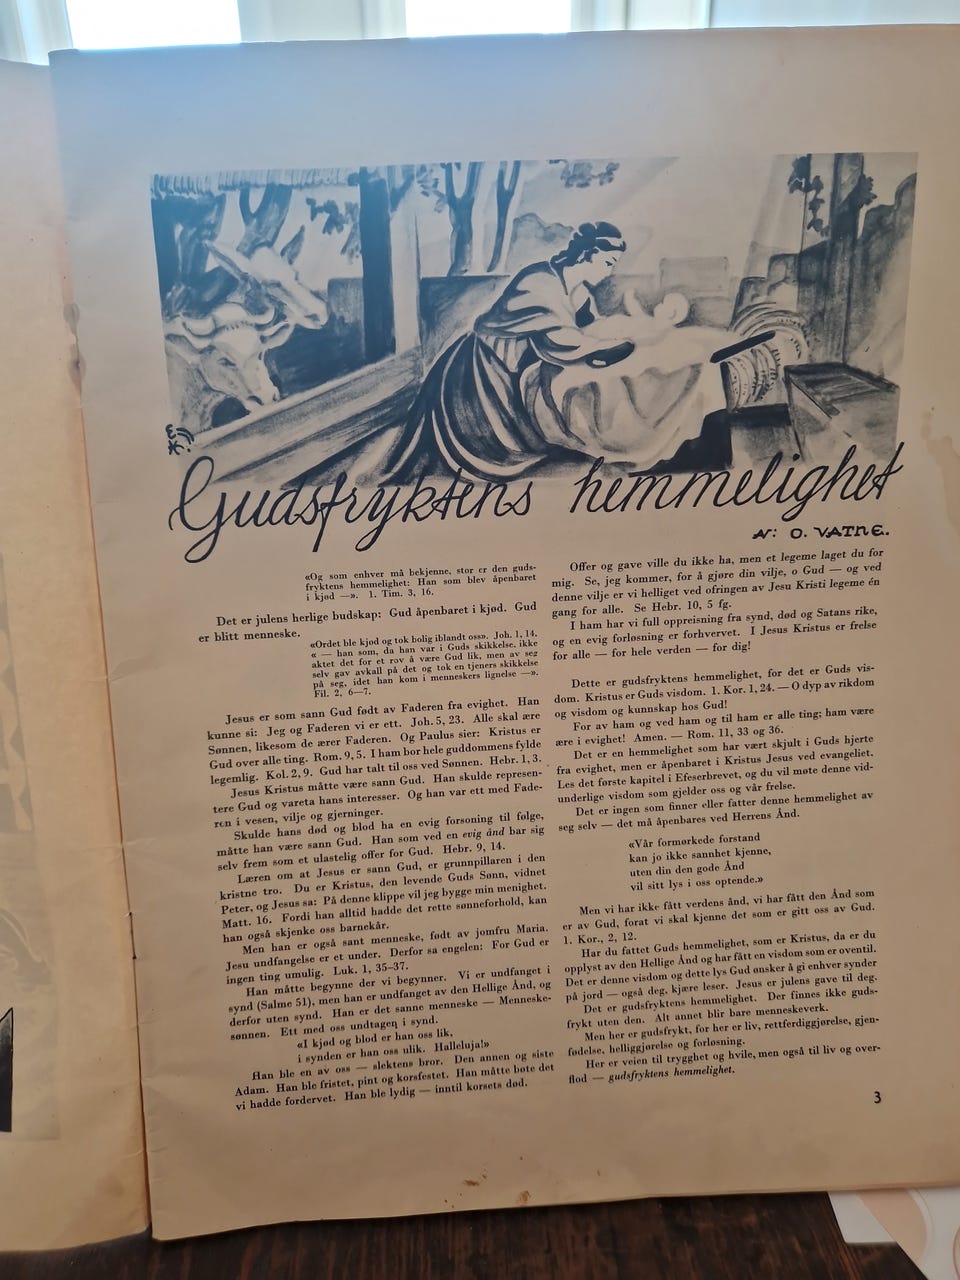 Gudsfryktens hemmelighet
AV: O. VATNE.
«Og som enhver må bekjenne, stor er den guds-
fryktens hemmelighet: Han som blev åpenbaret
i kjød —». 1. Tim. 3, 16.
Det er julens herlige budskap: Gud åpenbaret i kjød. Gud
er blitt menneske.
«Ordet ble kjød og tok bolig iblandt oss». Joh. 1, 14.
« — han som, da han var i Guds skikkelse, ikke
aktet det for et rov å være Gud lik, men av seg
selv gav avkall på det og tok en tjeners skikkelse
på seg, idet han kom i menneskers lignelse —».
Fil. 2, 6—7.
Jesus er som sann Gud født av Faderen fra evighet. Han
kunne si: Jeg og Faderen vi er ett. Joh. 5, 23. Alle skal ære
Sønnen, likesom de ærer Faderen. Og Paulus sier: Kristus er
Gud over alle ting. Rom. 9, 5. I ham bor hele guddommens fylde
legemlig. Kol. 2, 9. Gud har talt til oss ved Sønnen. Hebr. 1, 3.
Jesus Kristus måtte være sann Gud. Han skulde represen-
tere Gud og vareta hans interesser. Og han var ett med Fade-
ren i vesen, vilje og gjerninger.
Skulde hans død og blod ha en evig forsoning til følge,
måtte han være sann Gud. Han som ved en evig ånd bar sig
selv frem som et ulastelig offer for Gud. Hebr. 9, 14.
Læren om at Jesus er sann Gud, er grunnpillaren i den
kristne tro. Du er Kristus, den levende Guds Sønn, vidnet
Peter, og Jesus sa: På denne klippe vil jeg bygge min menighet.
Matt. 16. Fordi han alltid hadde det rette sønneforhold, kan
han også skjenke oss barnekår.
Men han er også sant menneske, født av jomfru Maria.
Jesu undfangelse er et under. Derfor sa engelen: For Gud er
ingen ting umulig. Luk. 1, 35–37.
Han måtte begynne der vi begynner. Vi er undfanget i
synd (Salme 51), men han er undfanget av den Hellige Ånd, og
derfor uten synd. Han er det sanne menneske — Menneske-
sønnen. Ett med oss undtagen i synd.
«I kjød og blod er han oss lik,
i synden er han oss ulik. Halleluja!»
Han ble en av oss — slektens bror. Den annen og siste
Adam. Han ble fristet, pint og korsfestet. Han måtte bøte det
vi hadde fordervet. Han ble lydig — inntil korsets død.
Offer og gave ville du ikke ha, men et legeme laget du for
mig. Se, jeg kommer, for å gjøre din vilje, o Gud — og ved
denne vilje er vi helliget ved ofringen av Jesu Kristi legeme én
gang for alle. Se Hebr. 10, 5 fg.
I ham har vi full oppreisning fra synd, død og Satans rike,
og en evig forløsning er forhvervet. I Jesus Kristus er frelse
for alle — for hele verden — for dig!
Dette er gudsfryktens hemmelighet, for det er Guds vis-
dom. Kristus er Guds visdom. 1. Kor. 1, 24. — O dyp av rikdom
og visdom og kunnskap hos Gud!
For av ham og ved ham og til ham er alle ting; ham være
ære i evighet! Amen. — Rom. 11, 33 og 36.
Det er en hemmelighet som har vært skjult i Guds hjerte
fra evighet, men er åpenbaret i Kristus Jesus ved evangeliet.
Les det første kapitel i Efeserbrevet, og du vil møte denne vid-
underlige visdom som gjelder oss og vår frelse.
Det er ingen som finner eller fatter denne hemmelighet av
seg selv — det må åpenbares ved Herrens Ånd.
«Vår formørkede forstand
kan jo ikke sannhet kjenne,
uten din den gode Ånd
vil sitt lys i oss optende.»
Men vi har ikke fått verdens ånd, vi har fått den Ånd som
er av Gud, forat vi skal kjenne det som er gitt oss av Gud.
1. Kor., 2, 12.
Har du fattet Guds hemmelighet, som er Kristus, da er du
opplyst av den Hellige Ånd og har fått en visdom som er oventil.
Det er denne visdom og dette lys Gud ønsker å gi enhver synder
på jord — også deg, kjære leser. Jesus er julens gave til deg.
Det er gudsfryktens hemmelighet. Der finnes ikke guds-
frykt uten den. Alt annet blir bare menneskeverk.
Men her er gudsfrykt, for her er liv, rettferdiggjørelse, gjen-
fødelse, helliggjørelse og forløsning.
Her er veien til trygghet og hvile, men også til liv og over-
flod — gudsfryktens hemmelighet.
3